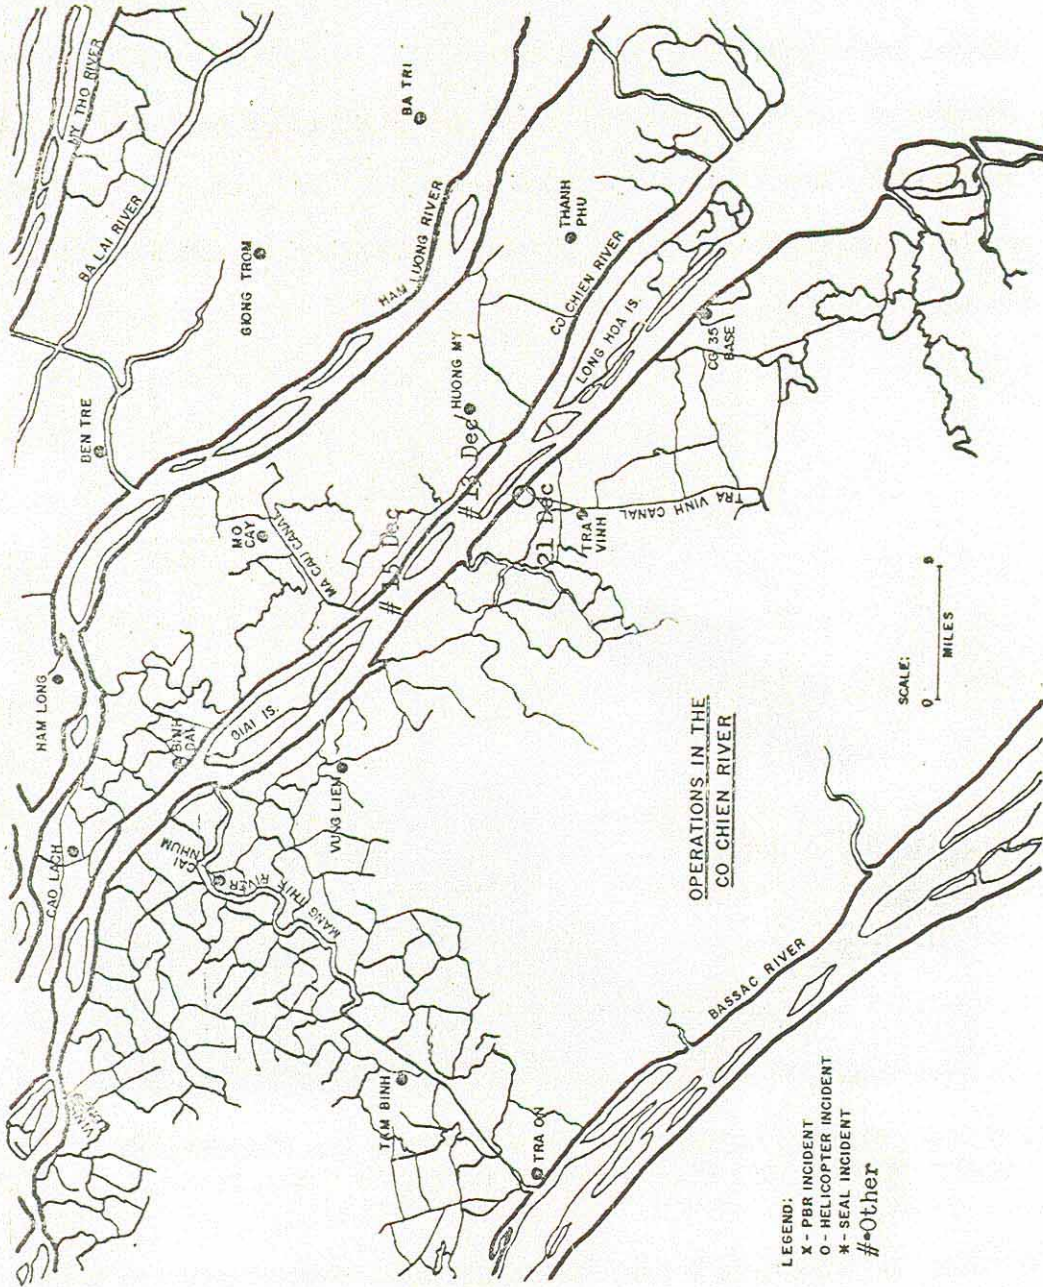 MY THO RIVER
BA LAI RIVER
BA TRI
GIONG TROM
HAM LUONG RIVER
THANH
PHU
BEN TRE
CO CHIEN RIVER
LONG HOA IS.
CG 35
BASE
HUONG MY
# 13 Dec
MO
CAY
MA CAU CANAL
# 15 Dec
21 Dec
TRA
VINH
TRA VINH CANAL
HAM LONG
BINH
DAI
GIAI IS.
VUNG LIEN
CAO LACH
CAI
NHUM
MANG THIE RIVER
TAM BINH
TRA ON
BASSAC RIVER
OPERATIONS IN THE
CO CHIEN RIVER
SCALE:
MILES
LEGEND:
X - PBR INCIDENT
O - HELICOPTER INCIDENT
* - SEAL INCIDENT
#-Other